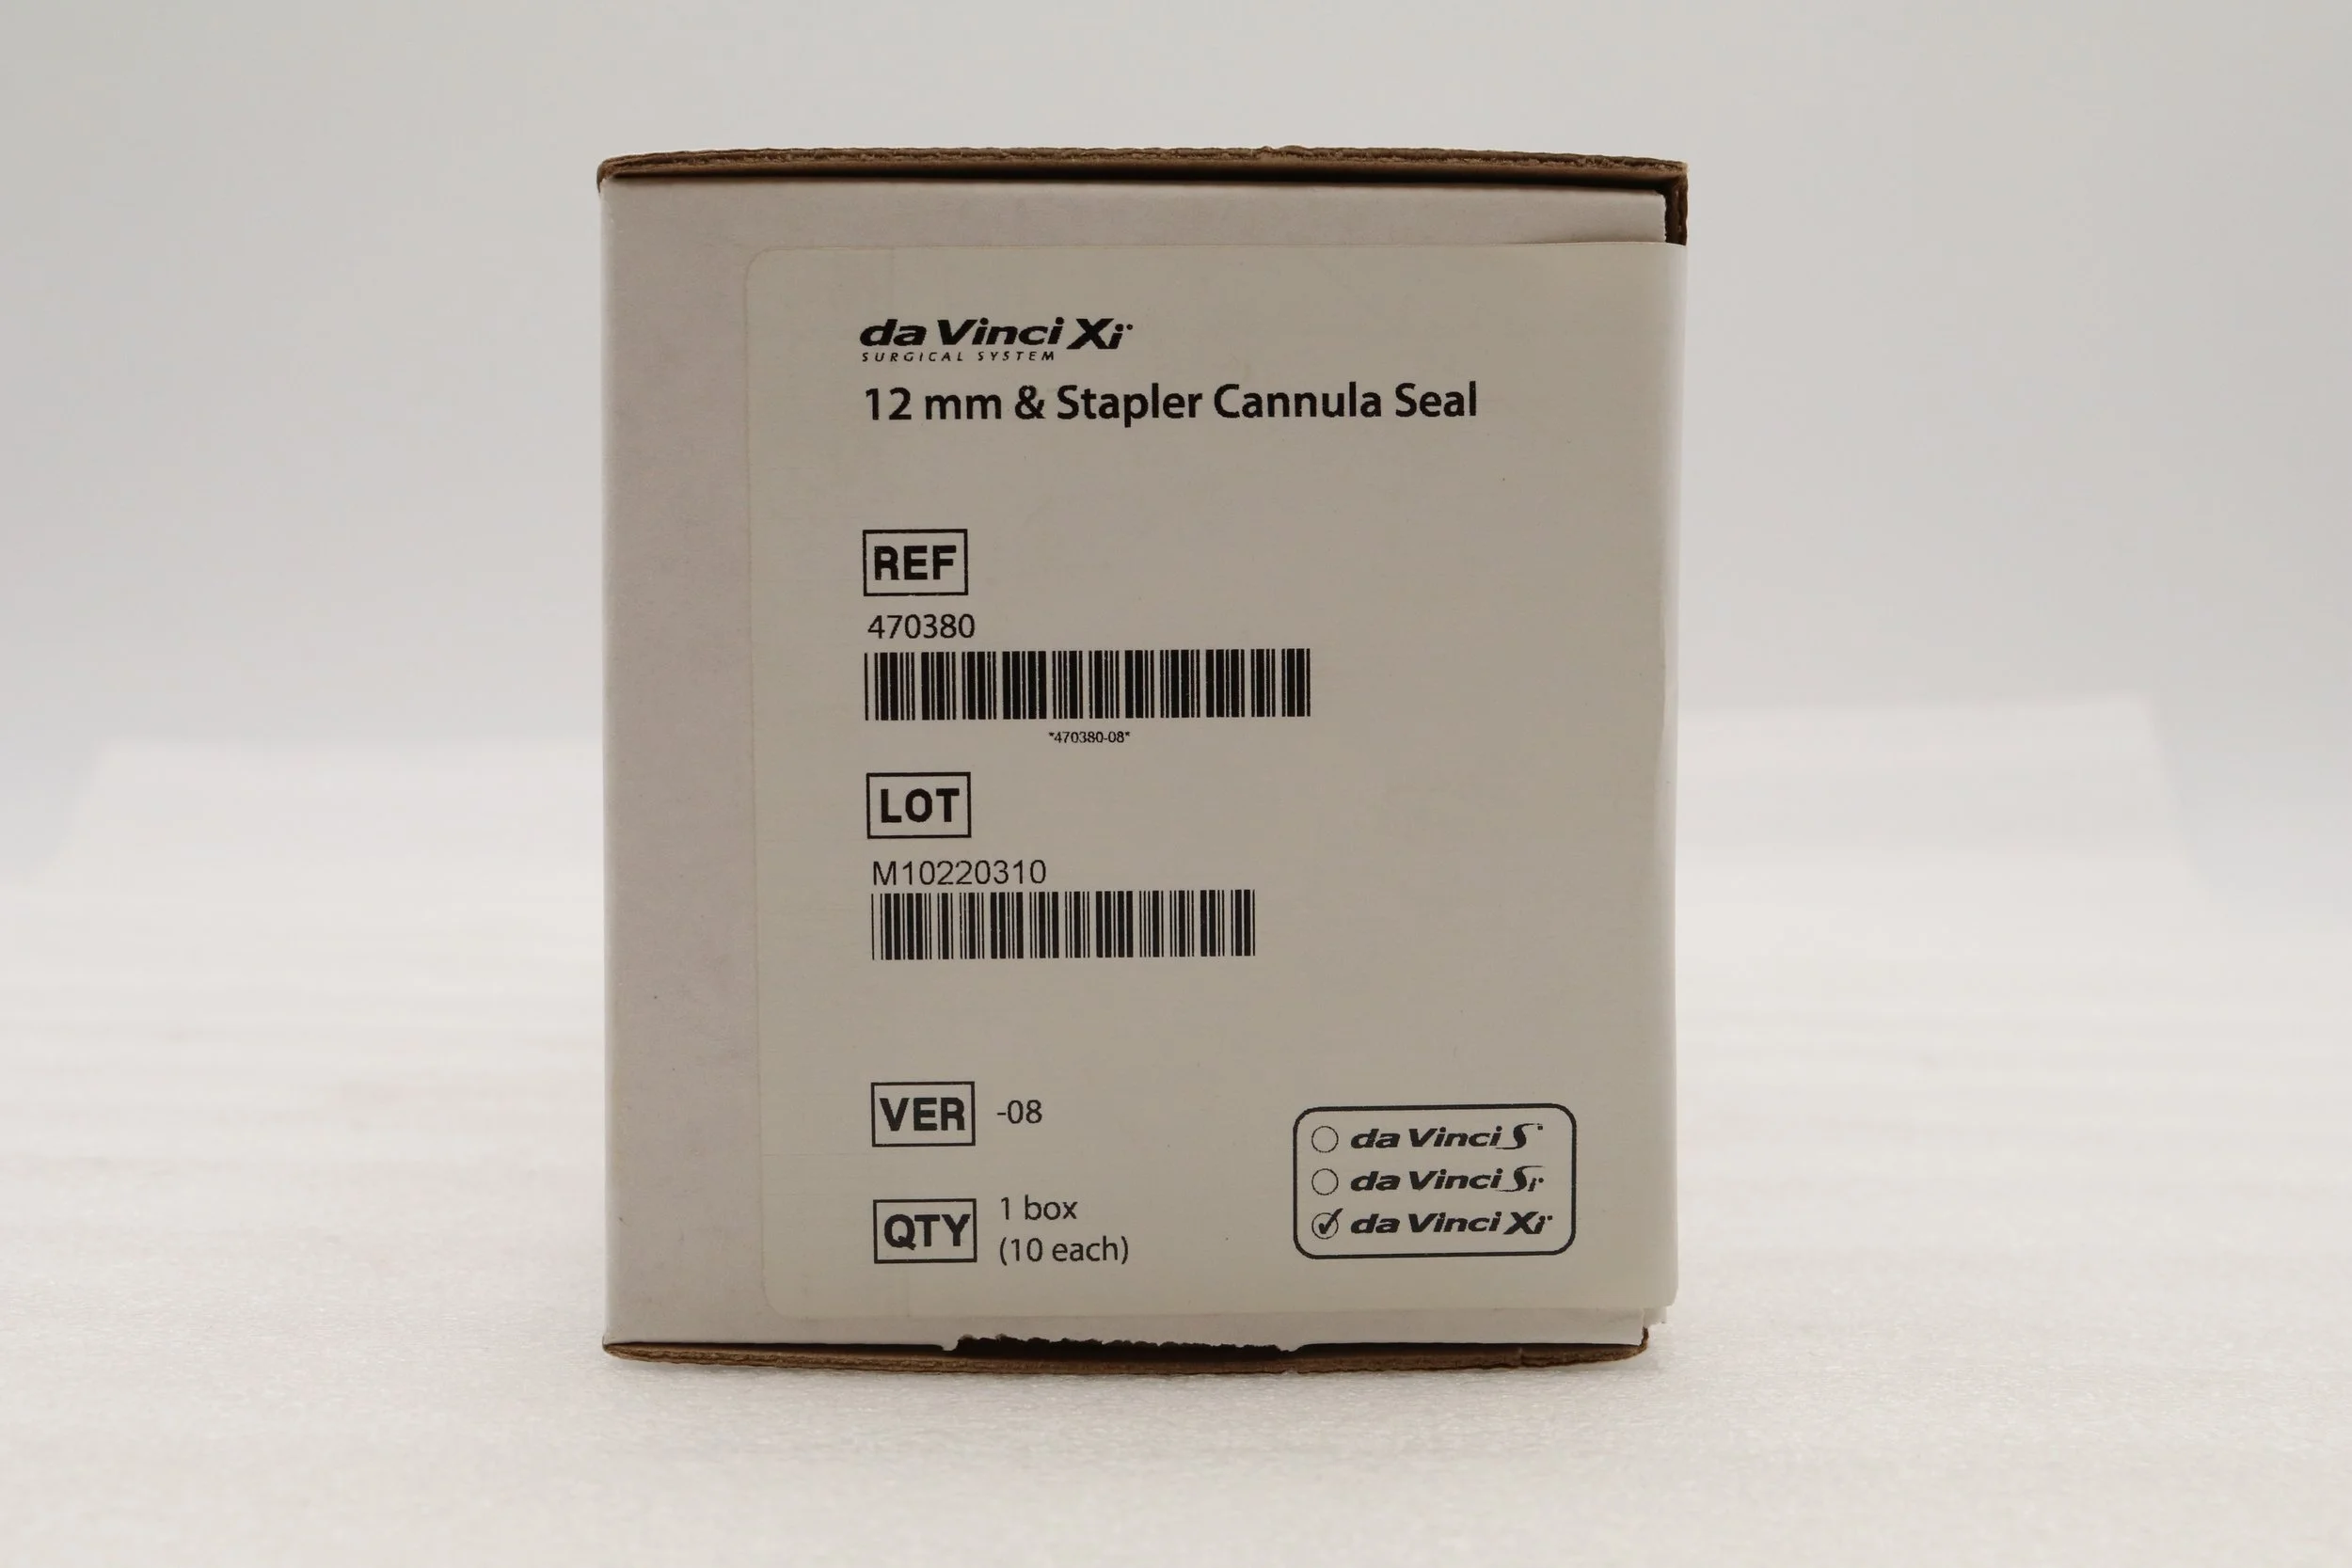 da Vinci Xi
SURGICAL SYSTEM
12 mm & Stapler Cannula Seal
REF
470380
*470380-08*
LOT
M10220310
VER -08
QTY 1 box
(10 each)
da Vinci S
da Vinci Si
da Vinci Xi